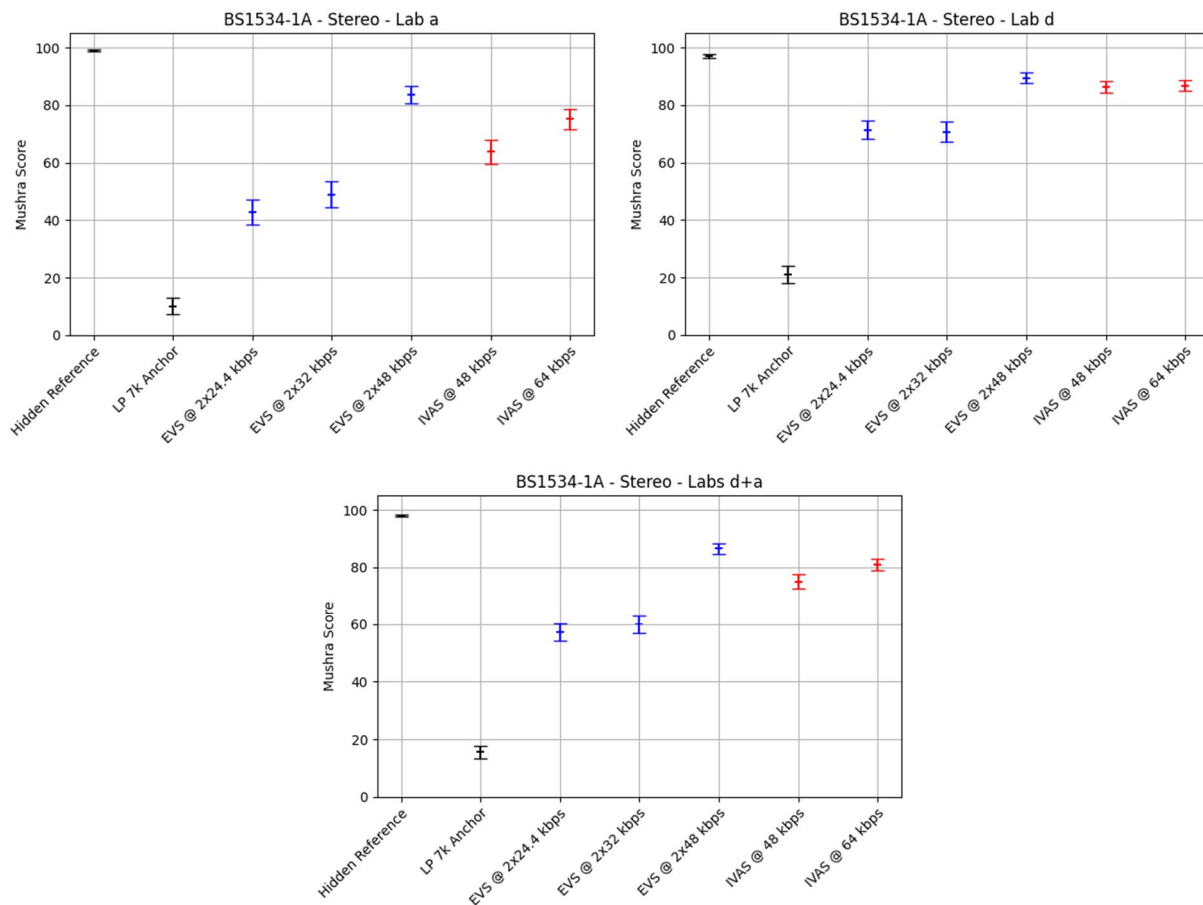 BS1534-1A - Stereo - Lab a
Mushra Score
100
80
60
40
20
0
Hidden Reference
LP 7k Anchor
EVS @ 2x24.4 kbps
EVS @ 2x32 kbps
EVS @ 2x48 kbps
IVAS @ 48 kbps
IVAS @ 64 kbps
BS1534-1A - Stereo - Lab d
Mushra Score
100
80
60
40
20
0
Hidden Reference
LP 7k Anchor
EVS @ 2x24.4 kbps
EVS @ 2x32 kbps
EVS @ 2x48 kbps
IVAS @ 48 kbps
IVAS @ 64 kbps
BS1534-1A - Stereo - Labs d+a
Mushra Score
100
80
60
40
20
0
Hidden Reference
LP 7k Anchor
EVS @ 2x24.4 kbps
EVS @ 2x32 kbps
EVS @ 2x48 kbps
IVAS @ 48 kbps
IVAS @ 64 kbps